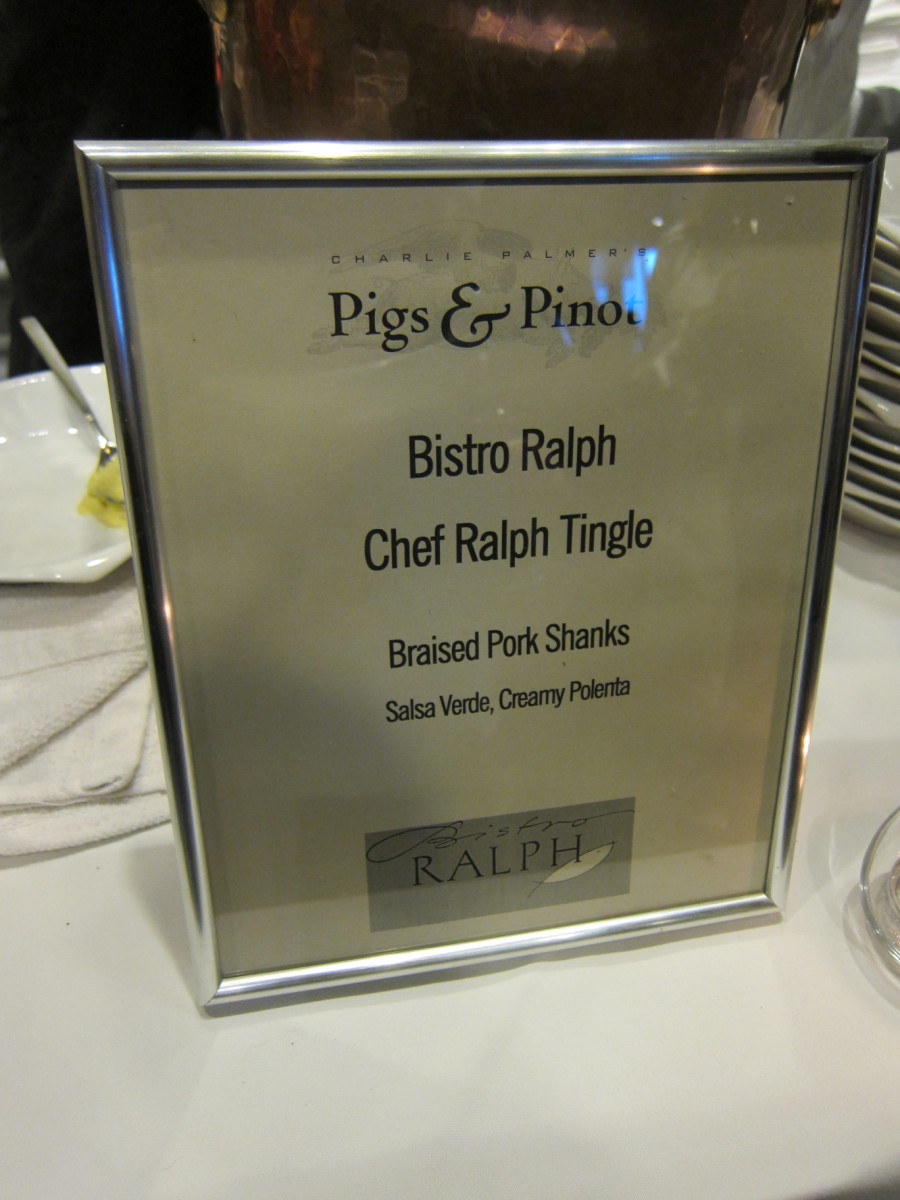 CHARLIE PALMER'S
Pigs & Pinot
Bistro Ralph
Chef Ralph Tingle
Braised Pork Shanks
Salsa Verde, Creamy Polenta
Bistro
RALPH